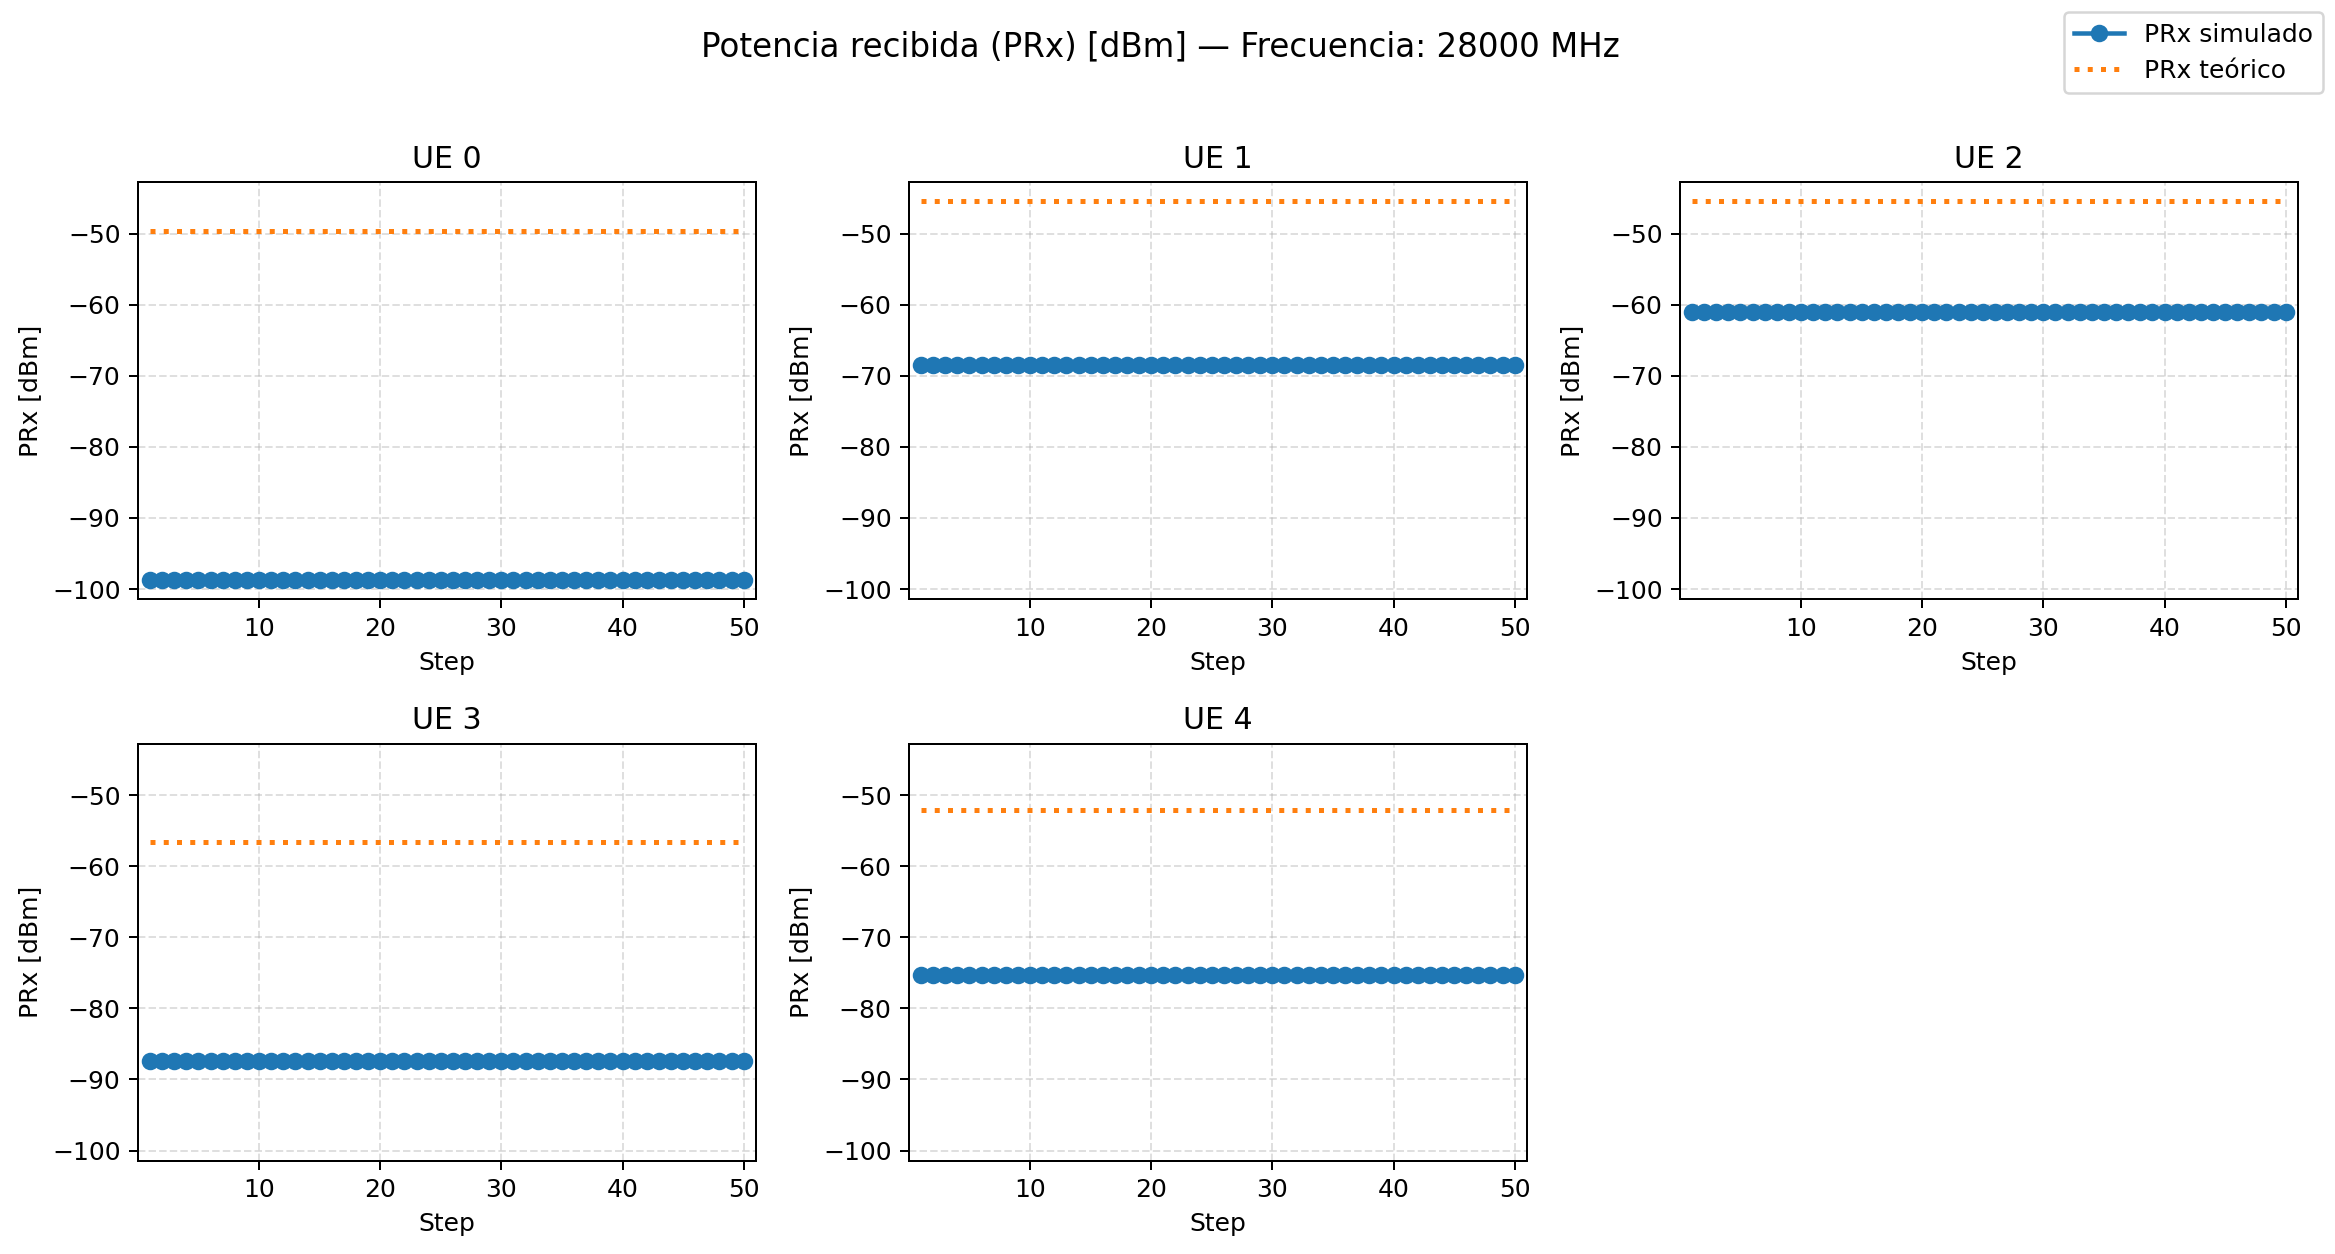 Potencia recibida (PRx) [dBm] — Frecuencia: 28000 MHz
PRx simulado
PRx teórico
UE 0
−50
−60
−70
−80
−90
−100
PRx [dBm]
10 20 30 40 50
Step
UE 1
−50
−60
−70
−80
−90
−100
PRx [dBm]
10 20 30 40 50
Step
UE 2
−50
−60
−70
−80
−90
−100
PRx [dBm]
10 20 30 40 50
Step
UE 3
−50
−60
−70
−80
−90
−100
PRx [dBm]
10 20 30 40 50
Step
UE 4
−50
−60
−70
−80
−90
−100
PRx [dBm]
10 20 30 40 50
Step